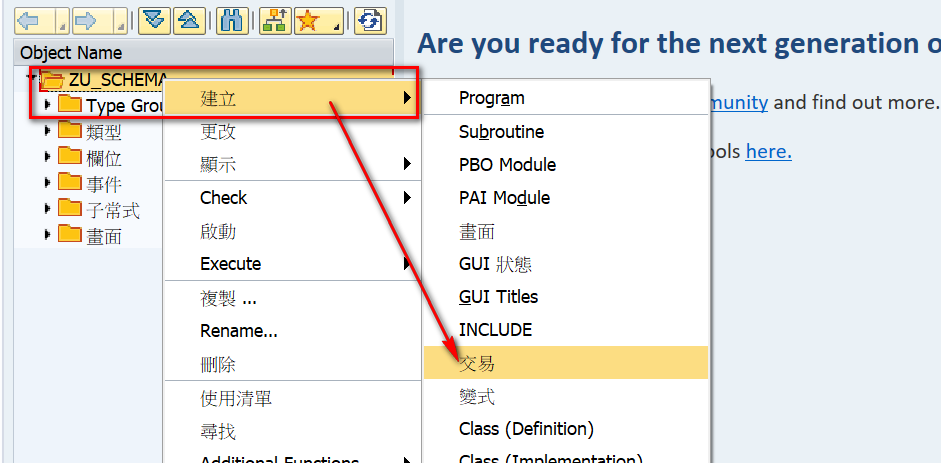 Object Name
Are you ready for the next generation o
ZU_SCHEMA
Type Grou
類型
欄位
事件
子常式
畫面
建立
更改
顯示
Check
啟動
Execute
複製 ...
Rename...
刪除
使用清單
尋找
Additional Functions
Program
Subroutine
PBO Module
PAI Module
畫面
GUI 狀態
GUI Titles
INCLUDE
交易
變式
Class (Definition)
Class (Implementation)
munity and find out more.
ools here.